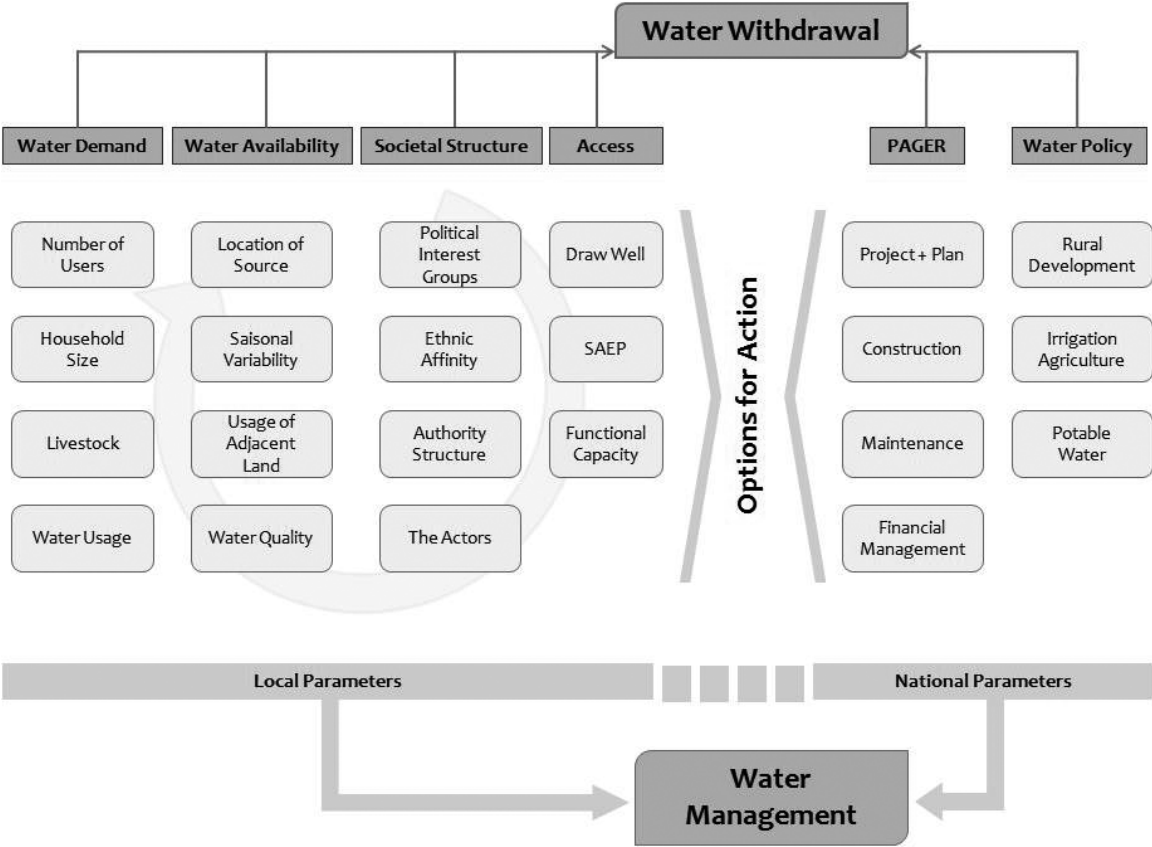 Water Withdrawal
Water Demand
Water Availability
Societal Structure
Access
PAGER
Water Policy
Number of
Users
Household
Size
Livestock
Water Usage
Location of
Source
Saisonal
Variability
Usage of
Adjacent
Land
Water Quality
Political
Interest
Groups
Ethnic
Affinity
Authority
Structure
The Actors
Draw Well
SAEP
Functional
Capacity
Options for Action
Project + Plan
Construction
Maintenance
Financial
Management
Rural
Development
Irrigation
Agriculture
Potable
Water
Local Parameters
National Parameters
Water
Management